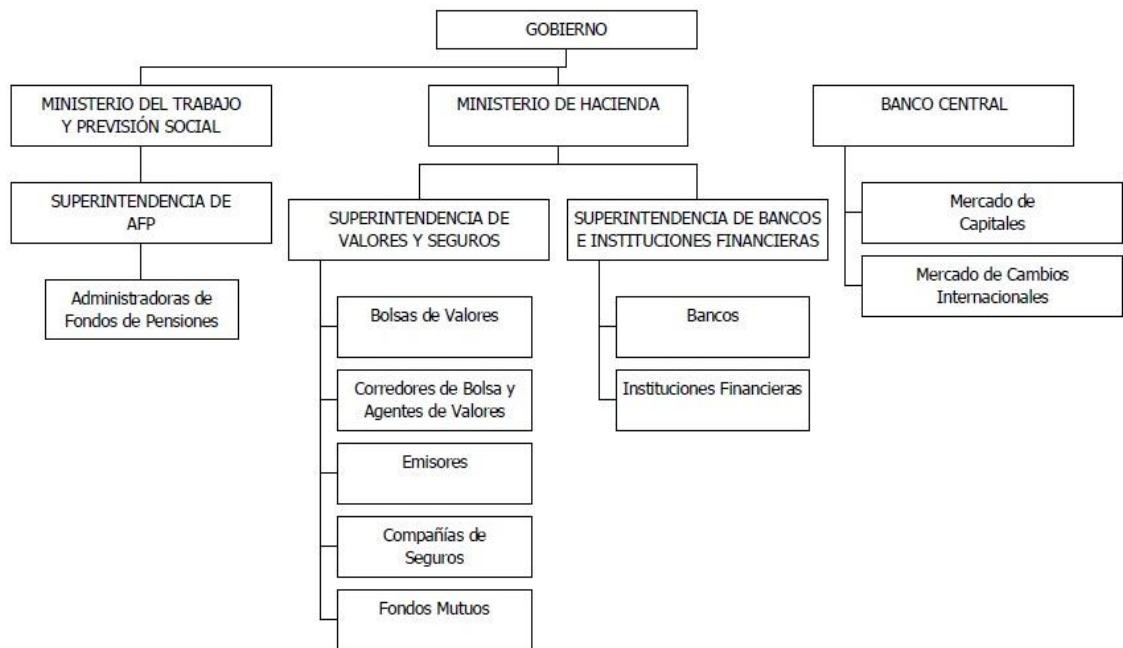 GOBIERNO
MINISTERIO DEL TRABAJO
Y PREVISIÓN SOCIAL
MINISTERIO DE HACIENDA
BANCO CENTRAL
SUPERINTENDENCIA DE
AFP
SUPERINTENDENCIA DE
VALORES Y SEGUROS
SUPERINTENDENCIA DE BANCOS
E INSTITUCIONES FINANCIERAS
Mercado de
Capitales
Mercado de Cambios
Internacionales
Administradoras de
Fondos de Pensiones
Bolsas de Valores
Bancos
Corredores de Bolsa y
Agentes de Valores
Instituciones Financieras
Emisores
Compañías de
Seguros
Fondos Mutuos